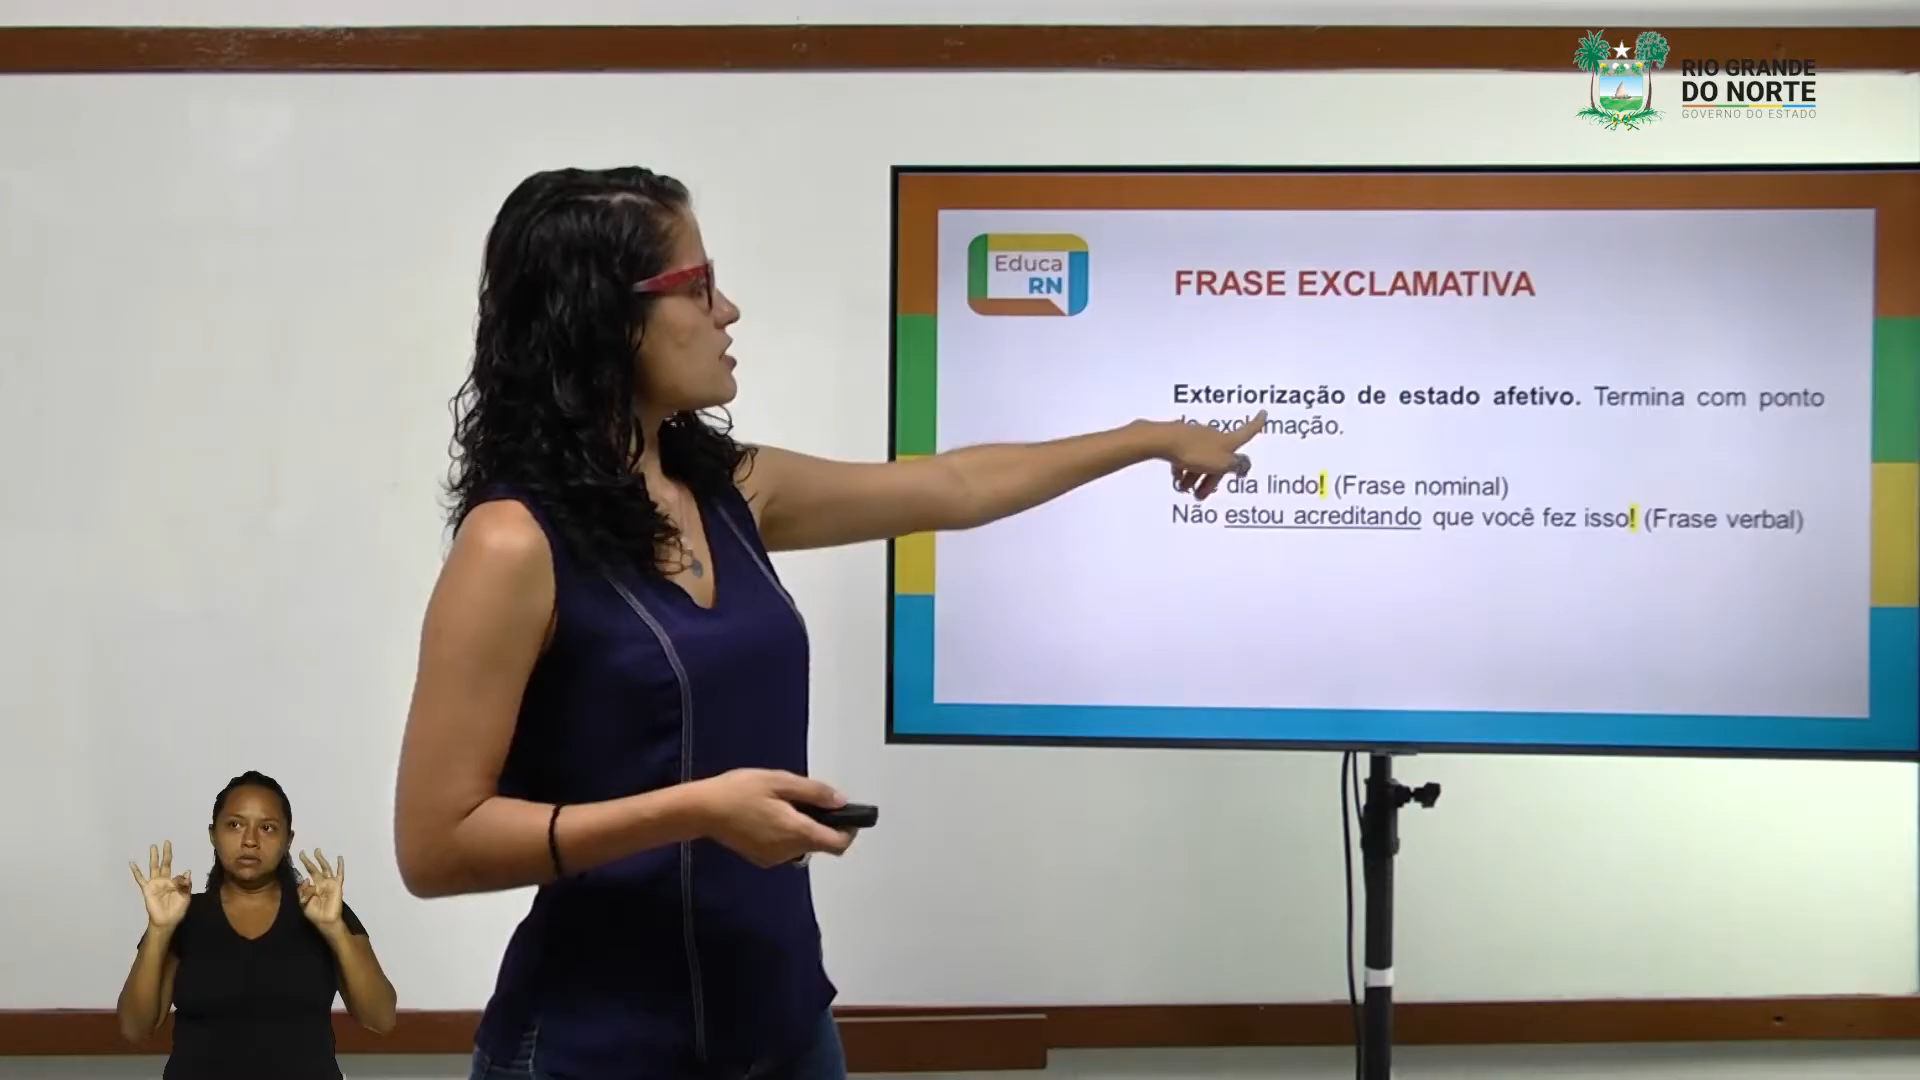 RIO GRANDE
DO NORTE
GOVERNO DO ESTADO
Educa
RN
FRASE EXCLAMATIVA
Exteriorização de estado afetivo. Termina com ponto
exclamação.
dia lindo! (Frase nominal)
Não estou acreditando que você fez isso! (Frase verbal)